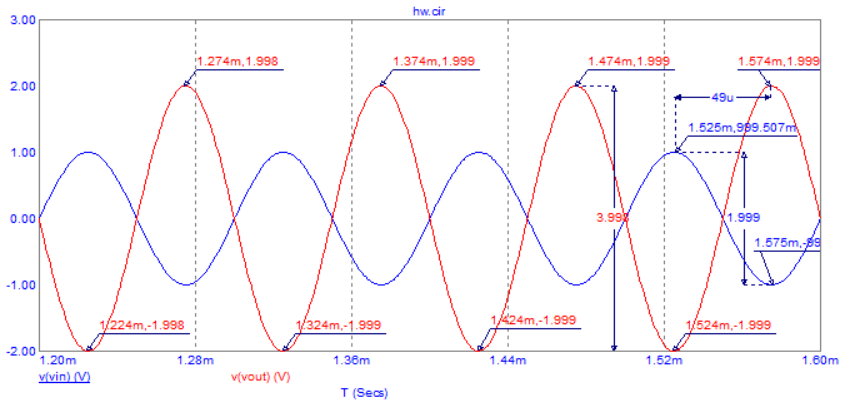 hw.cir
3.00
1.274m,1.998
1.374m,1.999
1.474m,1.999
1.574m,1.999
2.00
49u
1.525m,999.507m
1.00
0.00
3.998
1.999
1.575m,-99
-1.00
1.224m,-1.998
1.324m,-1.999
1.424m,-1.999
1.524m,-1.999
-2.00
1.20m
1.28m
1.36m
1.44m
1.52m
1.60m
v(vin) (V)
v(vout) (V)
T (Secs)